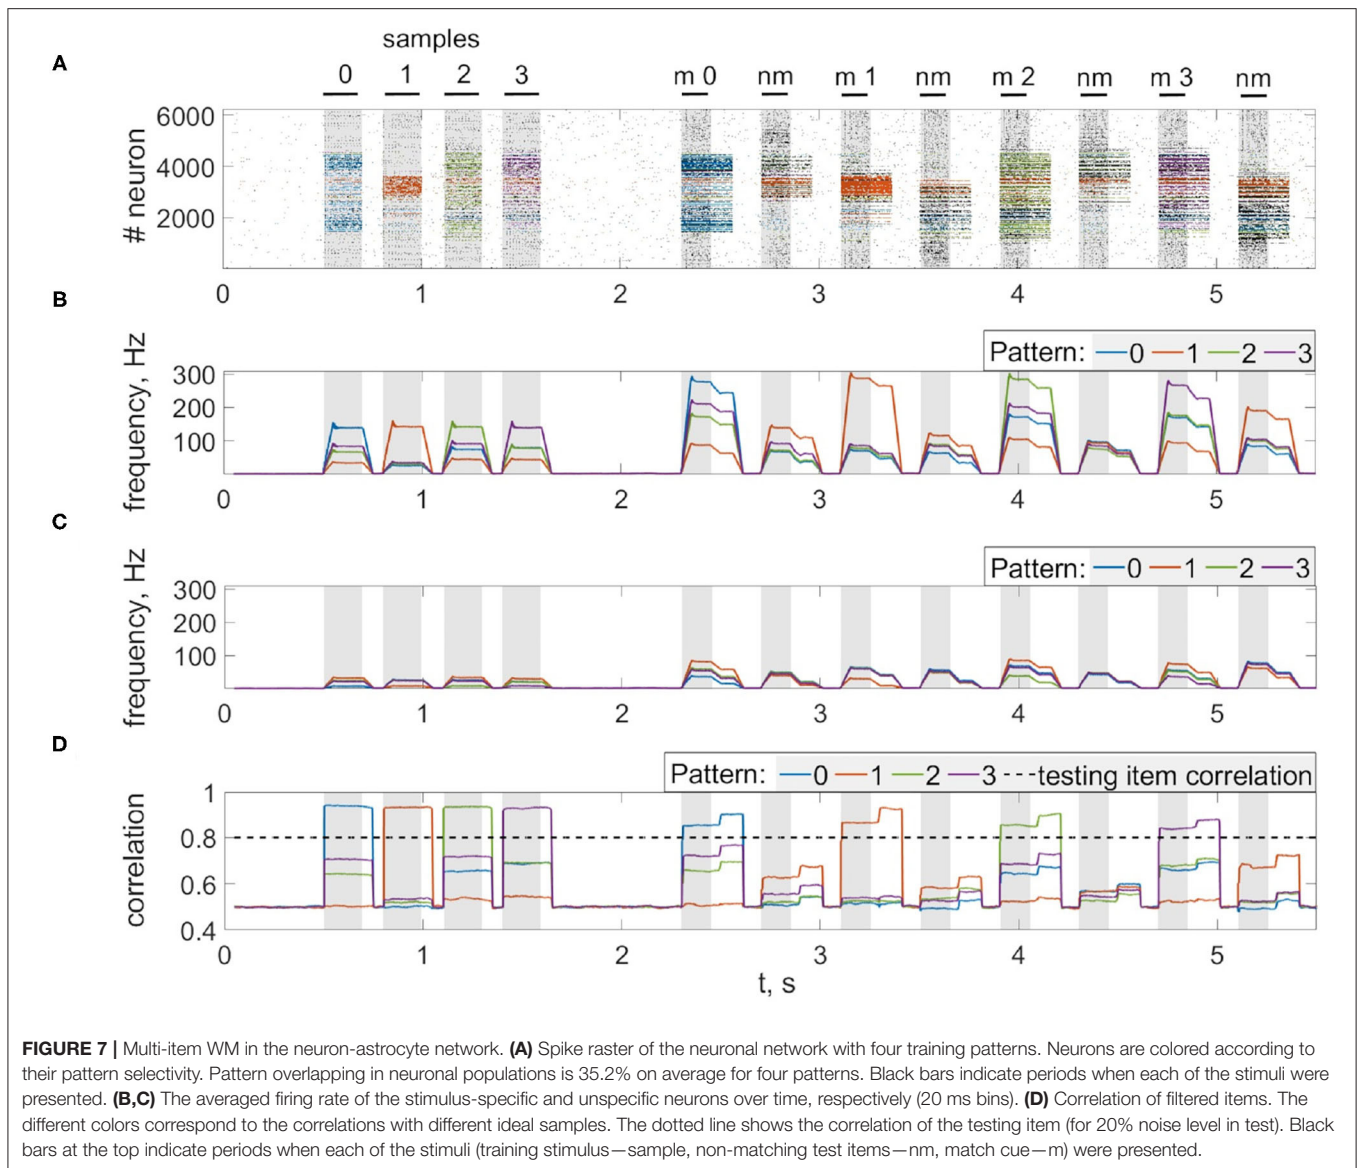 samples
A
0 1 2 3 m 0 nm m 1 nm m 2 nm m 3 nm
6000
4000
2000
# neuron
0 1 2 3 4 5
B
Pattern: 0 1 2 3
300
200
100
frequency, Hz
0 1 2 3 4 5
C
Pattern: 0 1 2 3
300
200
100
frequency, Hz
0 1 2 3 4 5
D
Pattern: 0 1 2 3 testing item correlation
1
0.8
0.6
0.4
correlation
0 1 2 3 4 5
t, s
FIGURE 7 | Multi-item WM in the neuron-astrocyte network. (A) Spike raster of the neuronal network with four training patterns. Neurons are colored according to
their pattern selectivity. Pattern overlapping in neuronal populations is 35.2% on average for four patterns. Black bars indicate periods when each of the stimuli were
presented. (B,C) The averaged firing rate of the stimulus-specific and unspecific neurons over time, respectively (20 ms bins). (D) Correlation of filtered items. The
different colors correspond to the correlations with different ideal samples. The dotted line shows the correlation of the testing item (for 20% noise level in test). Black
bars at the top indicate periods when each of the stimuli (training stimulus—sample, non-matching test items—nm, match cue—m) were presented.